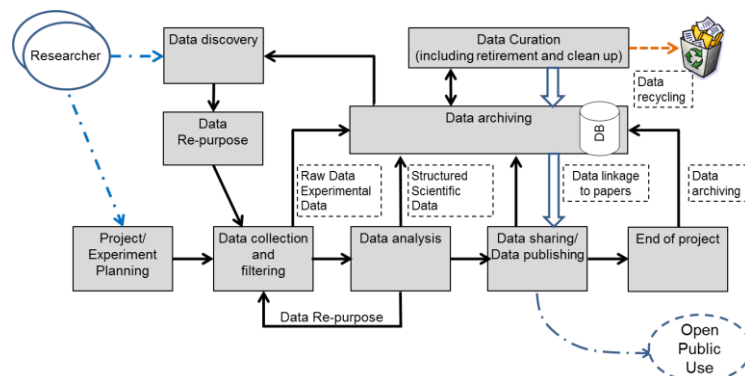 Researcher
Data discovery
Data Curation
(including retirement and clean up)
Data
recycling
Data
Re-purpose
Data archiving
DB
Raw Data
Experimental
Data
Structured
Scientific
Data
Data linkage
to papers
Data
archiving
Project/
Experiment
Planning
Data collection
and
filtering
Data analysis
Data sharing/
Data publishing
End of project
Data Re-purpose
Open
Public
Use